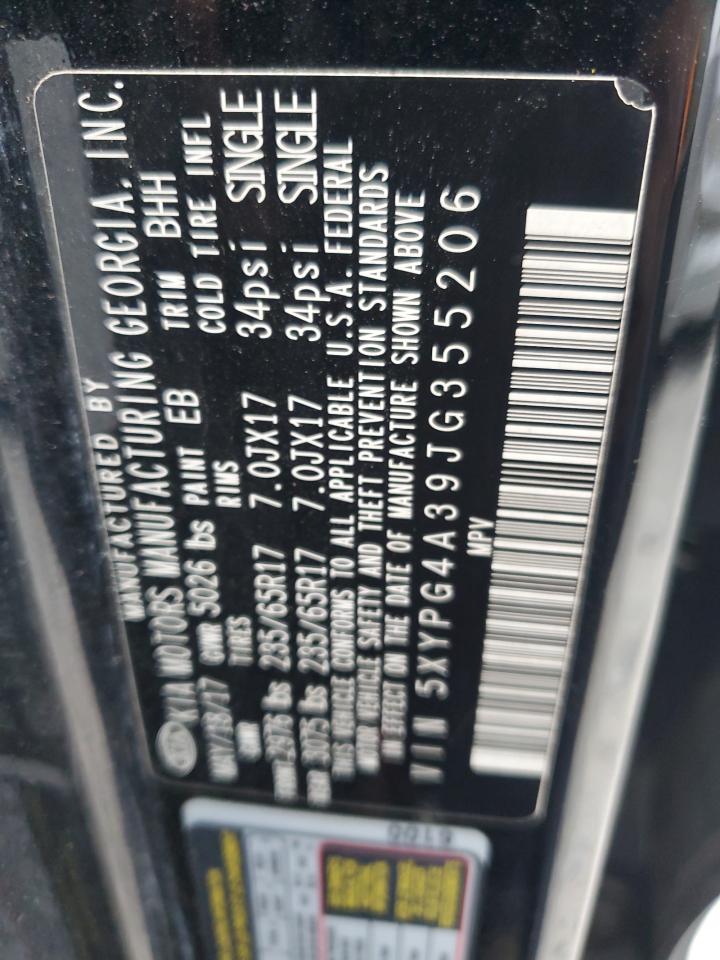 MANUFACTURED BY
KIA MOTORS MANUFACTURING GEORGIA, INC.
GVWR 5026 lbs PAINT EB TRIM BHH
TIRES RIMS COLD TIRE INFL
2976 lbs 235/65R17 7.0JX17 34psi SINGLE
3075 lbs 235/65R17 7.0JX17 34psi SINGLE
THIS VEHICLE CONFORMS TO ALL APPLICABLE U.S.A. FEDERAL
MOTOR VEHICLE SAFETY AND THEFT PREVENTION STANDARDS
IN EFFECT ON THE DATE OF MANUFACTURE SHOWN ABOVE
VIN 5XYPG4A39JG355206
MPV